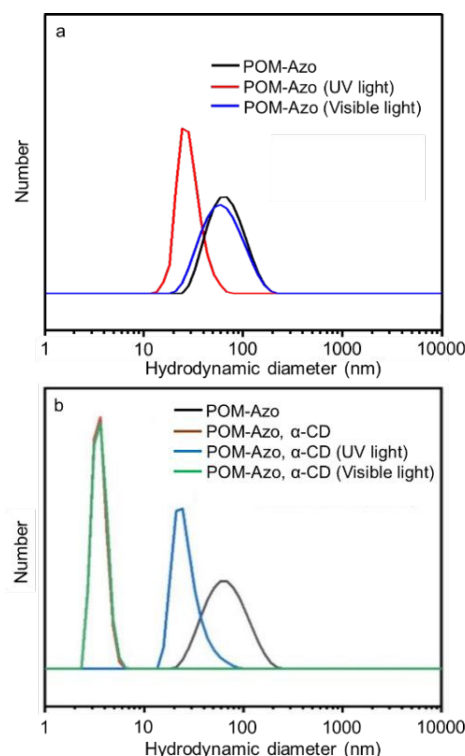 a
POM-Azo
POM-Azo (UV light)
POM-Azo (Visible light)
Number
1 10 100 1000 10000
Hydrodynamic diameter (nm)
b
POM-Azo
POM-Azo, α-CD
POM-Azo, α-CD (UV light)
POM-Azo, α-CD (Visible light)
Number
1 10 100 1000 10000
Hydrodynamic diameter (nm)